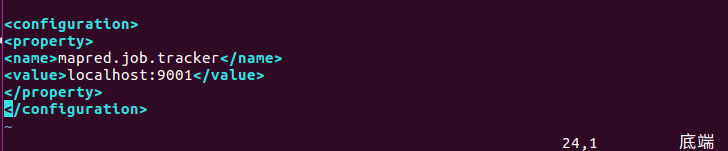 <configuration>
<property>
<name>mapred.job.tracker</name>
<value>localhost:9001</value>
</property>
</configuration>
~
24,1 底端